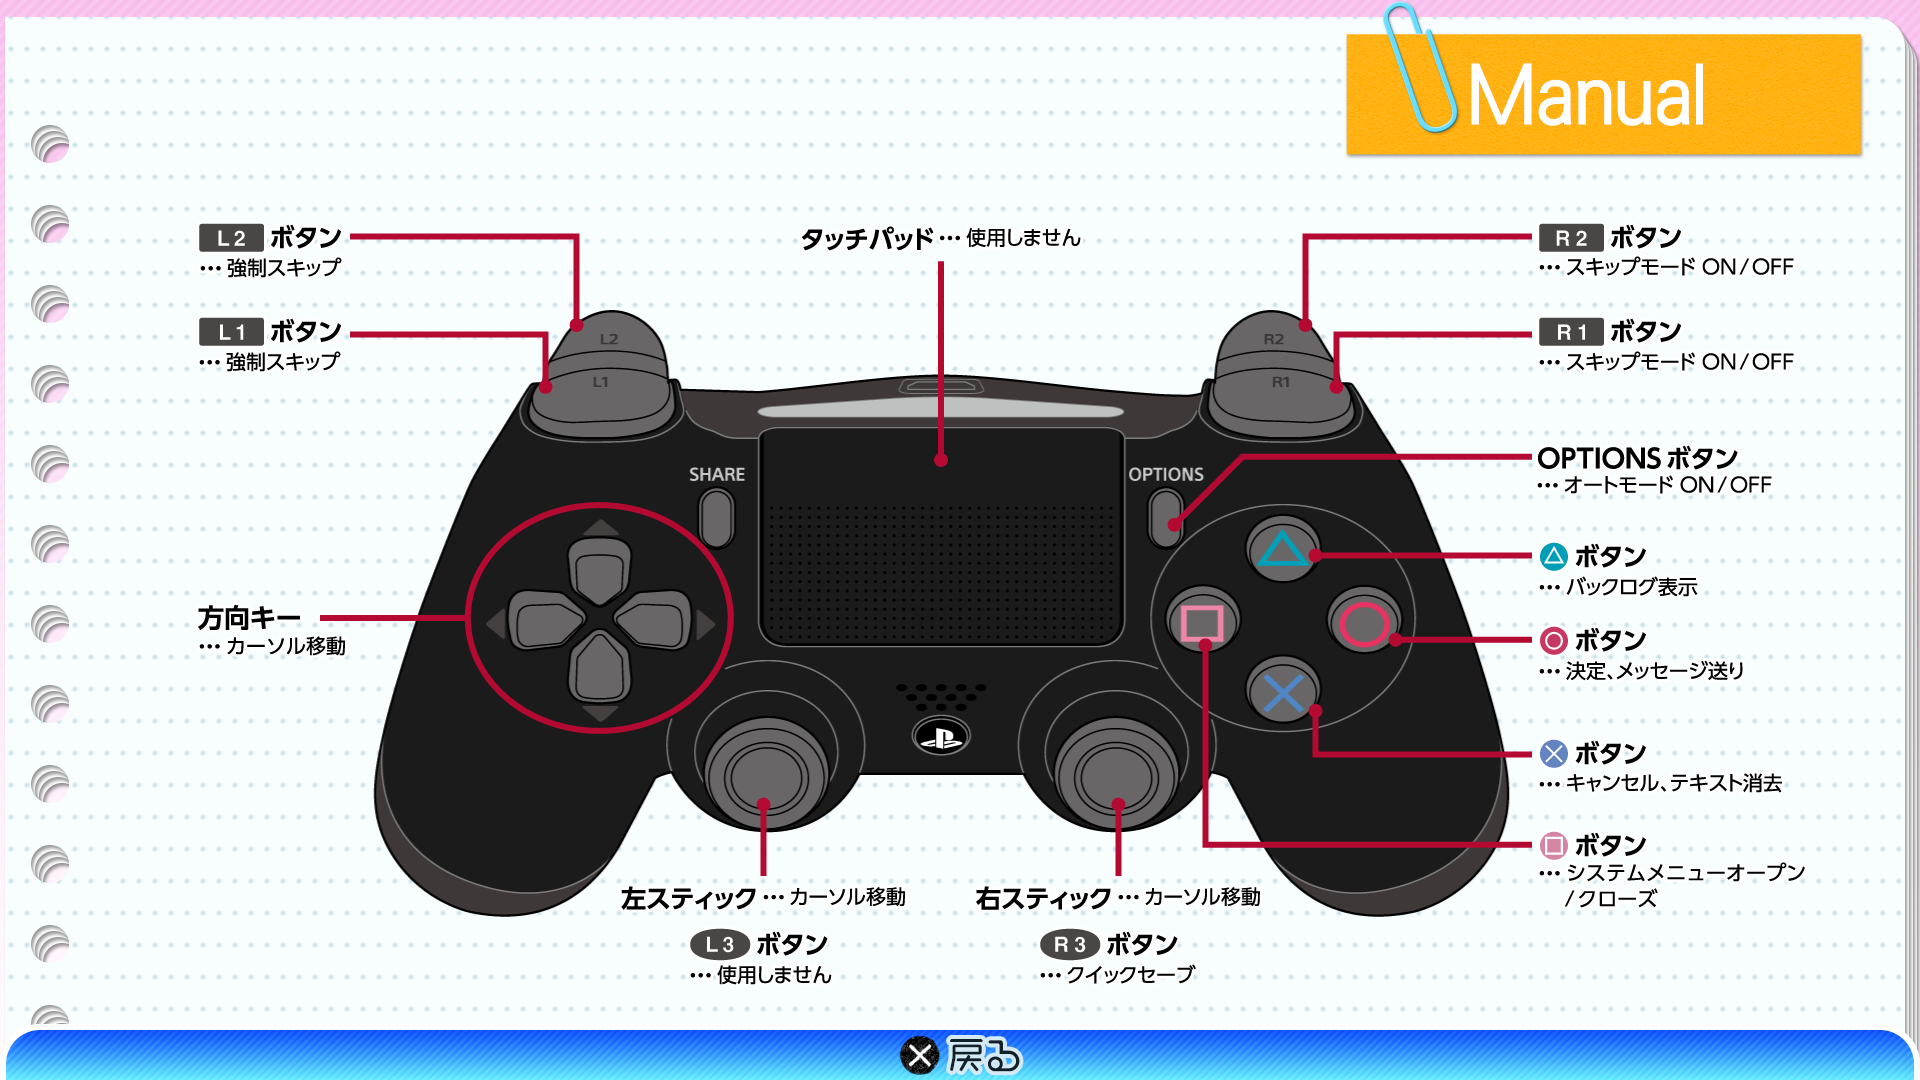 Manual
L2 ボタン
… 強制スキップ
L1 ボタン
… 強制スキップ
タッチパッド … 使用しません
R2 ボタン
… スキップモード ON/OFF
R1 ボタン
… スキップモード ON/OFF
L2
L1
R2
R1
SHARE
OPTIONS
OPTIONS ボタン
… オートモード ON/OFF
△ ボタン
… バックログ表示
○ ボタン
… 決定、メッセージ送り
× ボタン
… キャンセル、テキスト消去
□ ボタン
… システムメニューオープン
/クローズ
方向キー
… カーソル移動
左スティック … カーソル移動
L3 ボタン
… 使用しません
右スティック … カーソル移動
R3 ボタン
… クイックセーブ
× 戻る